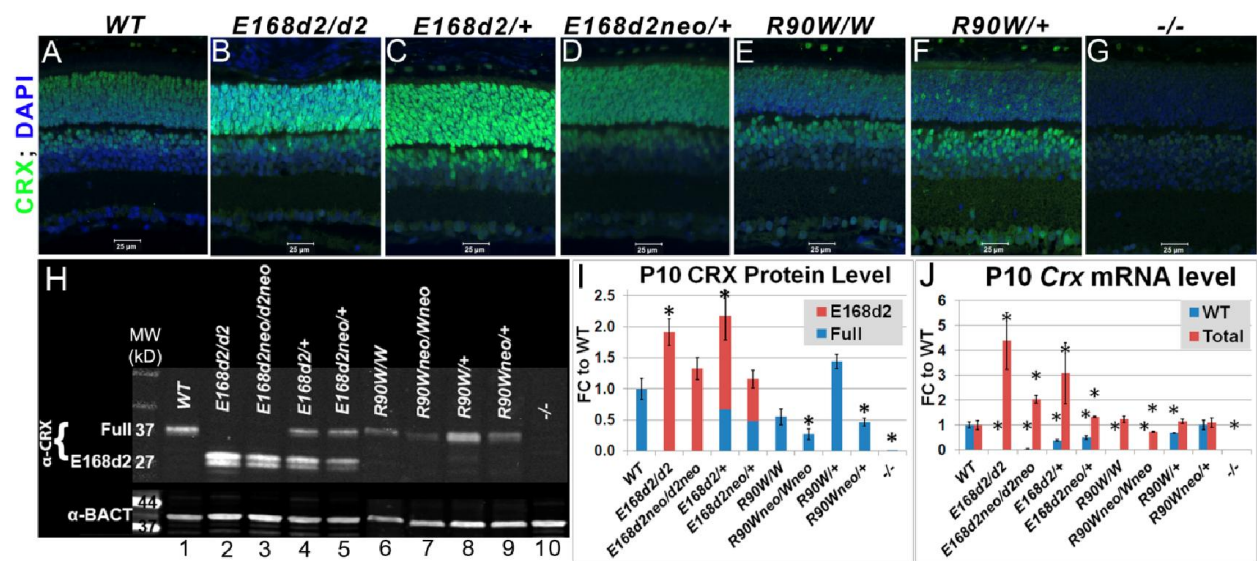 WT E168d2/d2 E168d2/+ E168d2neo/+ R90W/W R90W/+ -/-
A B C D E F G
CRX; DAPI
25 µm 25 µm 25 µm 25 µm 25 µm 25 µm 25 µm
H
MW
(kD)
WT E168d2/d2 E168d2neo/d2neo E168d2/+ E168d2neo/+ R90W/W R90Wneo/Wneo R90W/+ R90Wneo/+ -/-
α-CRX { Full 37
E168d2 27
α-BACT 44
37
1 2 3 4 5 6 7 8 9 10
I P10 CRX Protein Level
E168d2
Full
FC to WT
2.5
2.0
1.5
1.0
0.5
0.0
* * * * *
WT E168d2/d2 E168d2neo/d2neo E168d2/+ E168d2neo/+ R90W/W R90Wneo/Wneo R90W/+ R90Wneo/+ -/-
J P10 Crx mRNA level
WT
Total
FC to WT
6
5
4
3
2
1
0
* * * * * * * * * * * * *
WT E168d2/d2 E168d2neo/d2neo E168d2/+ E168d2neo/+ R90W/W R90Wneo/Wneo R90W/+ R90Wneo/+ -/-